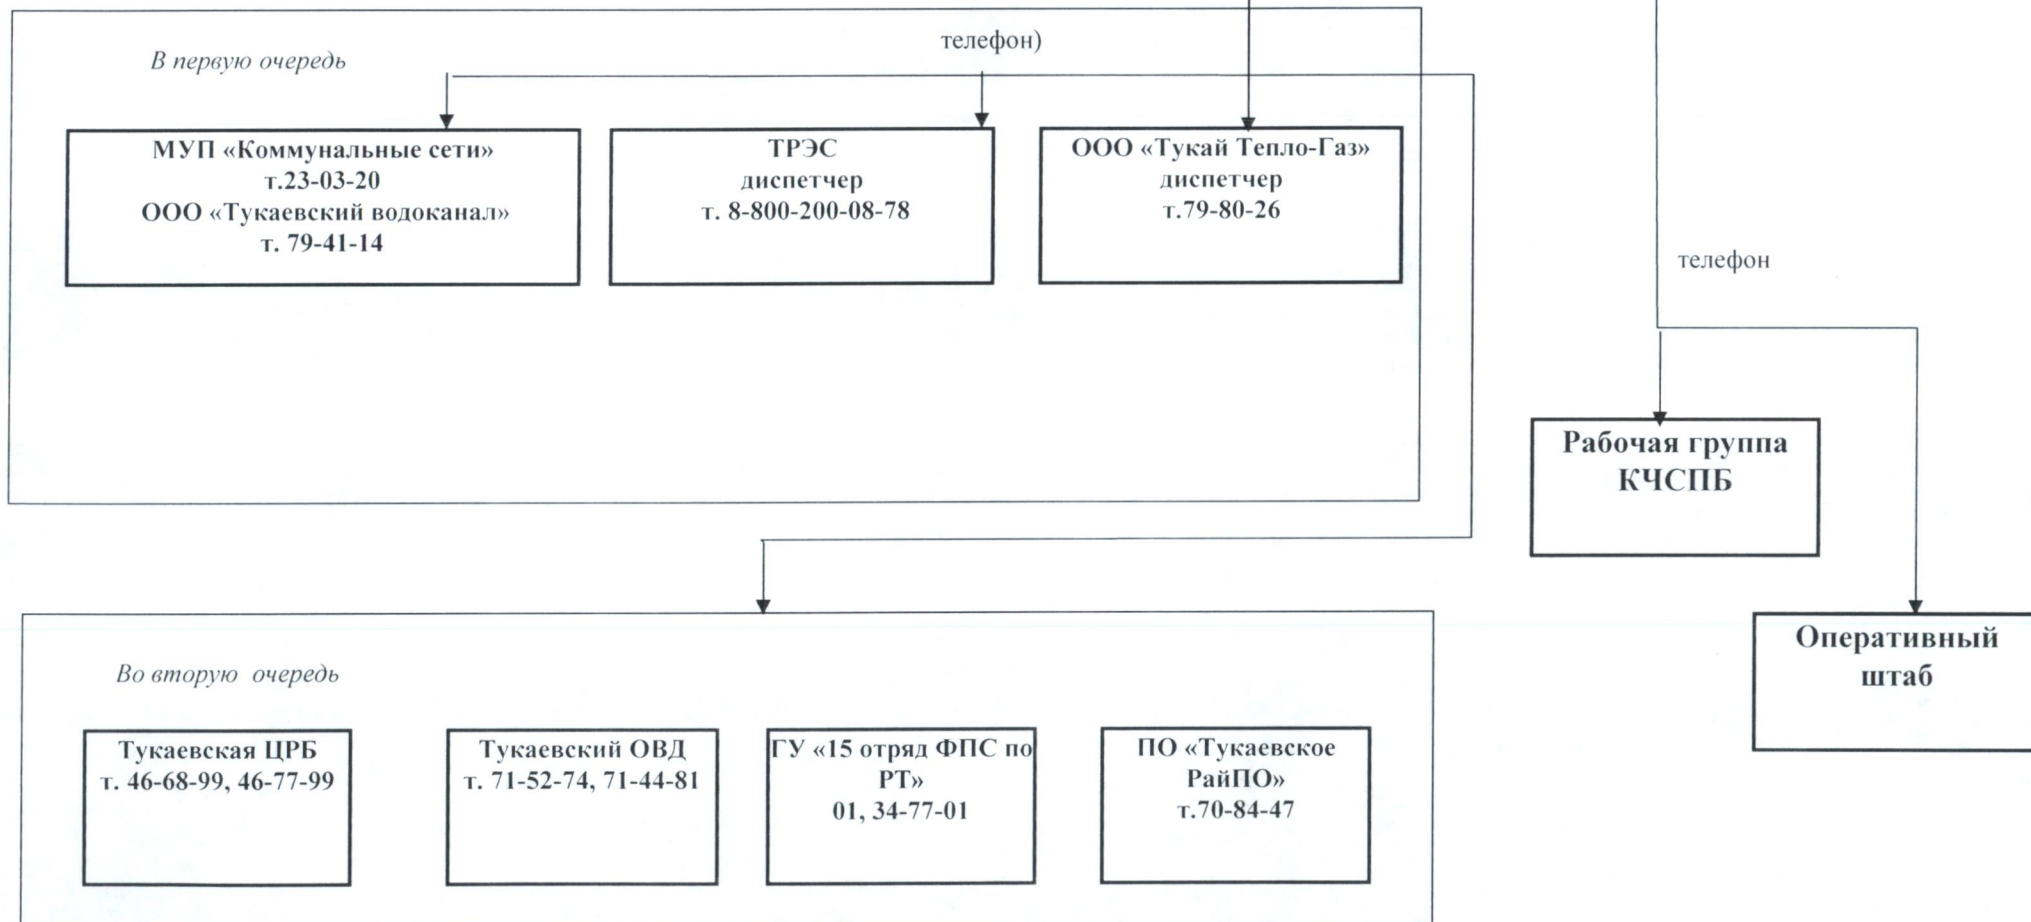 телефон)
В первую очередь
МУП «Коммунальные сети»
т.23-03-20
ООО «Тукаевский водоканал»
т. 79-41-14
ТРЭС
диспетчер
т. 8-800-200-08-78
ООО «Тукай Тепло-Газ»
диспетчер
т.79-80-26
телефон
Рабочая группа
КЧСПБ
Оперативный
штаб
Во вторую очередь
Тукаевская ЦРБ
т. 46-68-99, 46-77-99
Тукаевский ОВД
т. 71-52-74, 71-44-81
ГУ «15 отряд ФПС по
РТ»
01, 34-77-01
ПО «Тукаевское
РайПО»
т.70-84-47